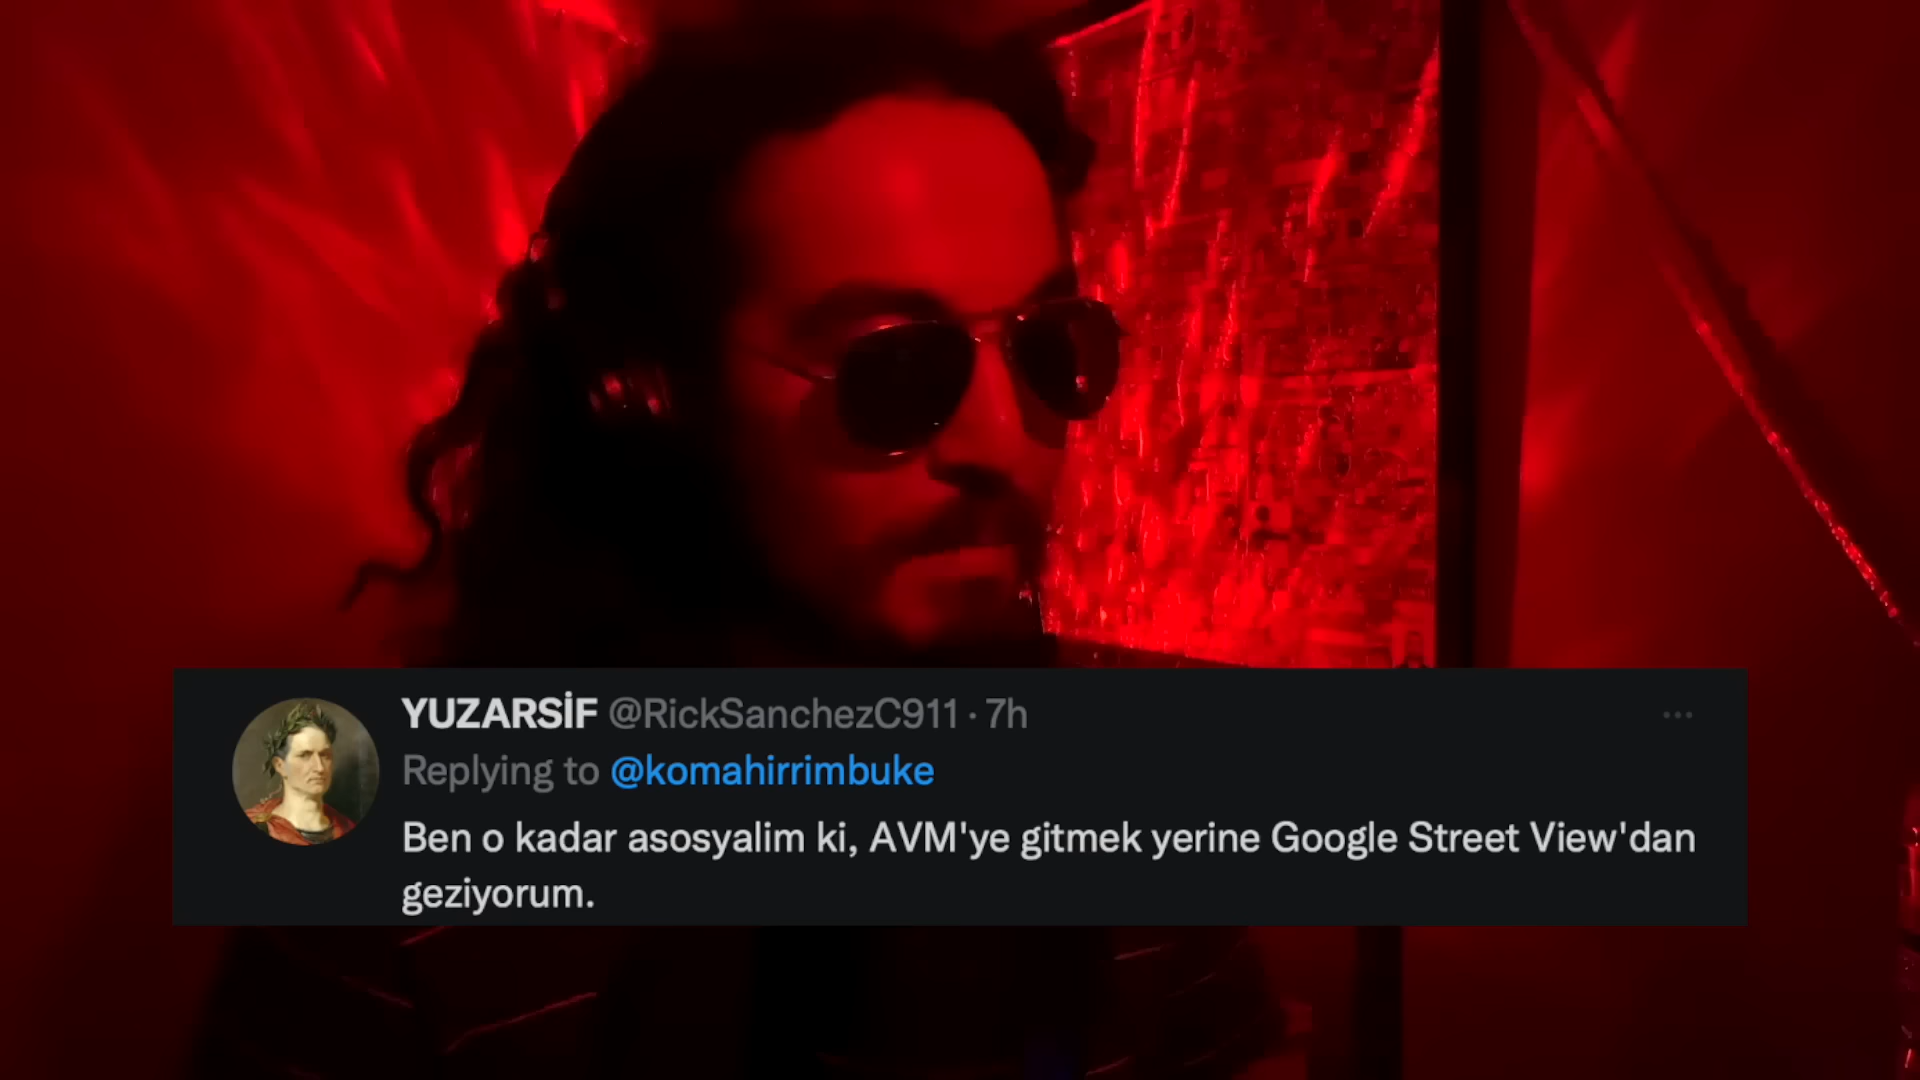 YUZARSİF @RickSanchezC911 · 7h
Replying to @komahirrimbuke
Ben o kadar asosyalim ki, AVM'ye gitmek yerine Google Street View'dan
geziyorum.